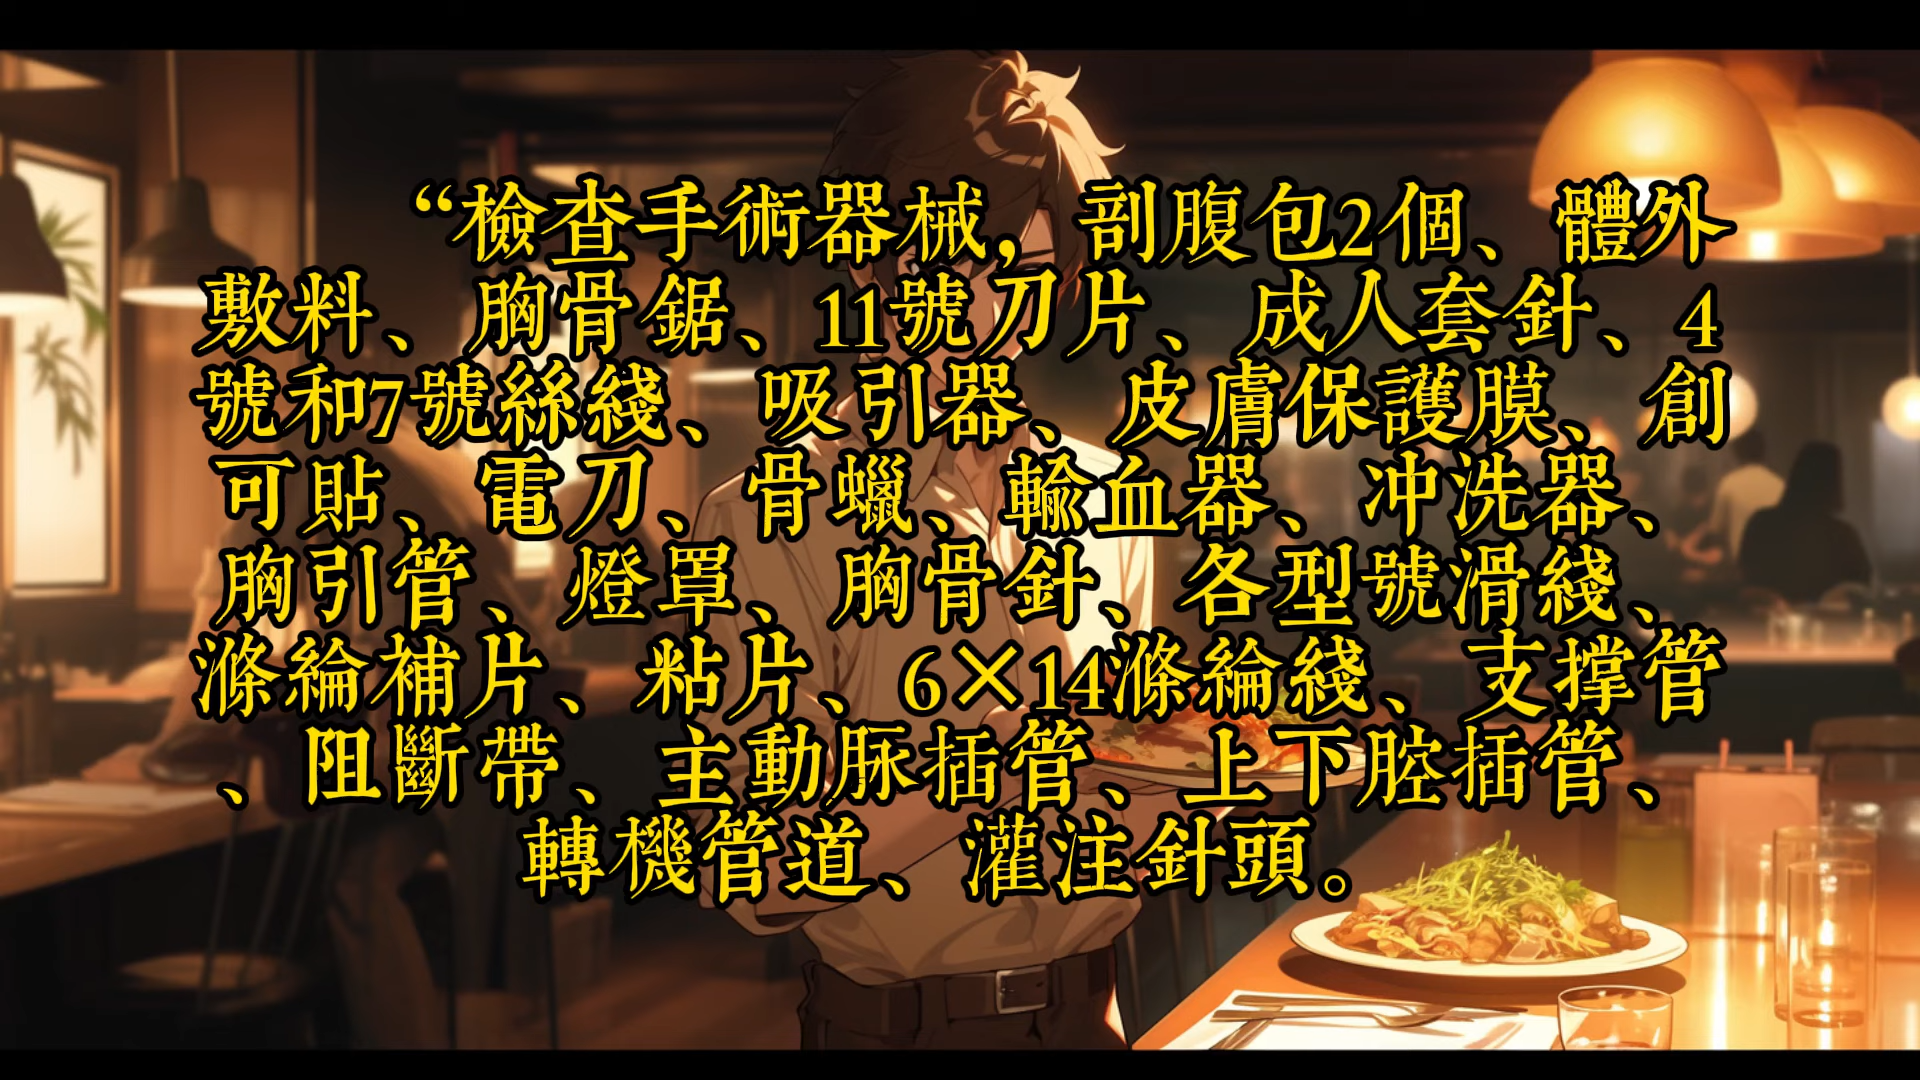 “檢查手術器械，剖腹包2個、體外
敷料、胸骨鋸、11號刀片、成人套針、4
號和7號絲綫、吸引器、皮膚保護膜、創
可貼、電刀、骨蠟、輸血器、冲洗器、
胸引管、燈罩、胸骨針、各型號滑綫、
滌綸補片、粘片、6×14滌綸綫、支撑管
、阻斷帶、主動脉插管、上下腔插管、
轉機管道、灌注針頭。